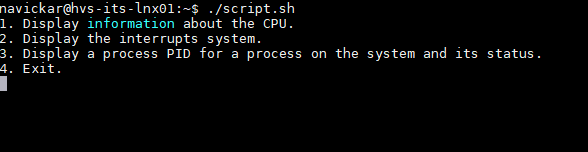 navickar@hvs-its-lnx01:~$ ./script.sh
1. Display information about the CPU.
2. Display the interrupts system.
3. Display a process PID for a process on the system and its status.
4. Exit.